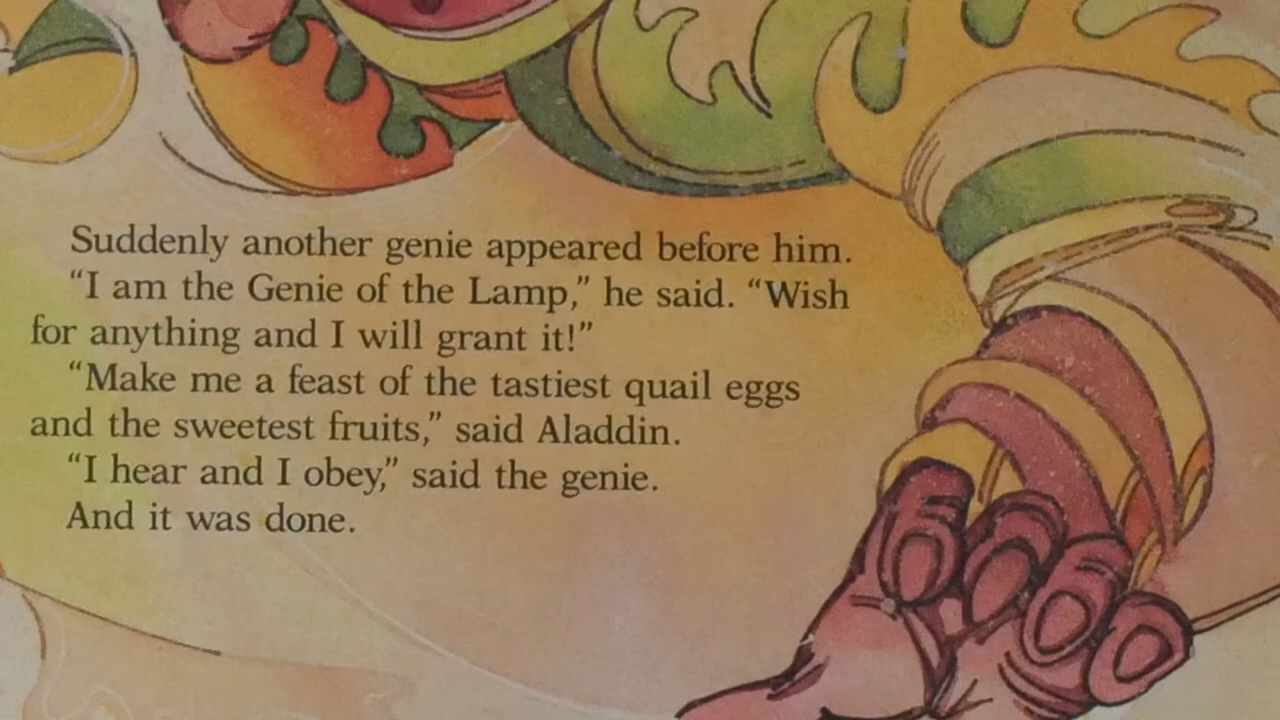 Suddenly another genie appeared before him.
“I am the Genie of the Lamp,” he said. “Wish
for anything and I will grant it!”
“Make me a feast of the tastiest quail eggs
and the sweetest fruits,” said Aladdin.
“I hear and I obey,” said the genie.
And it was done.